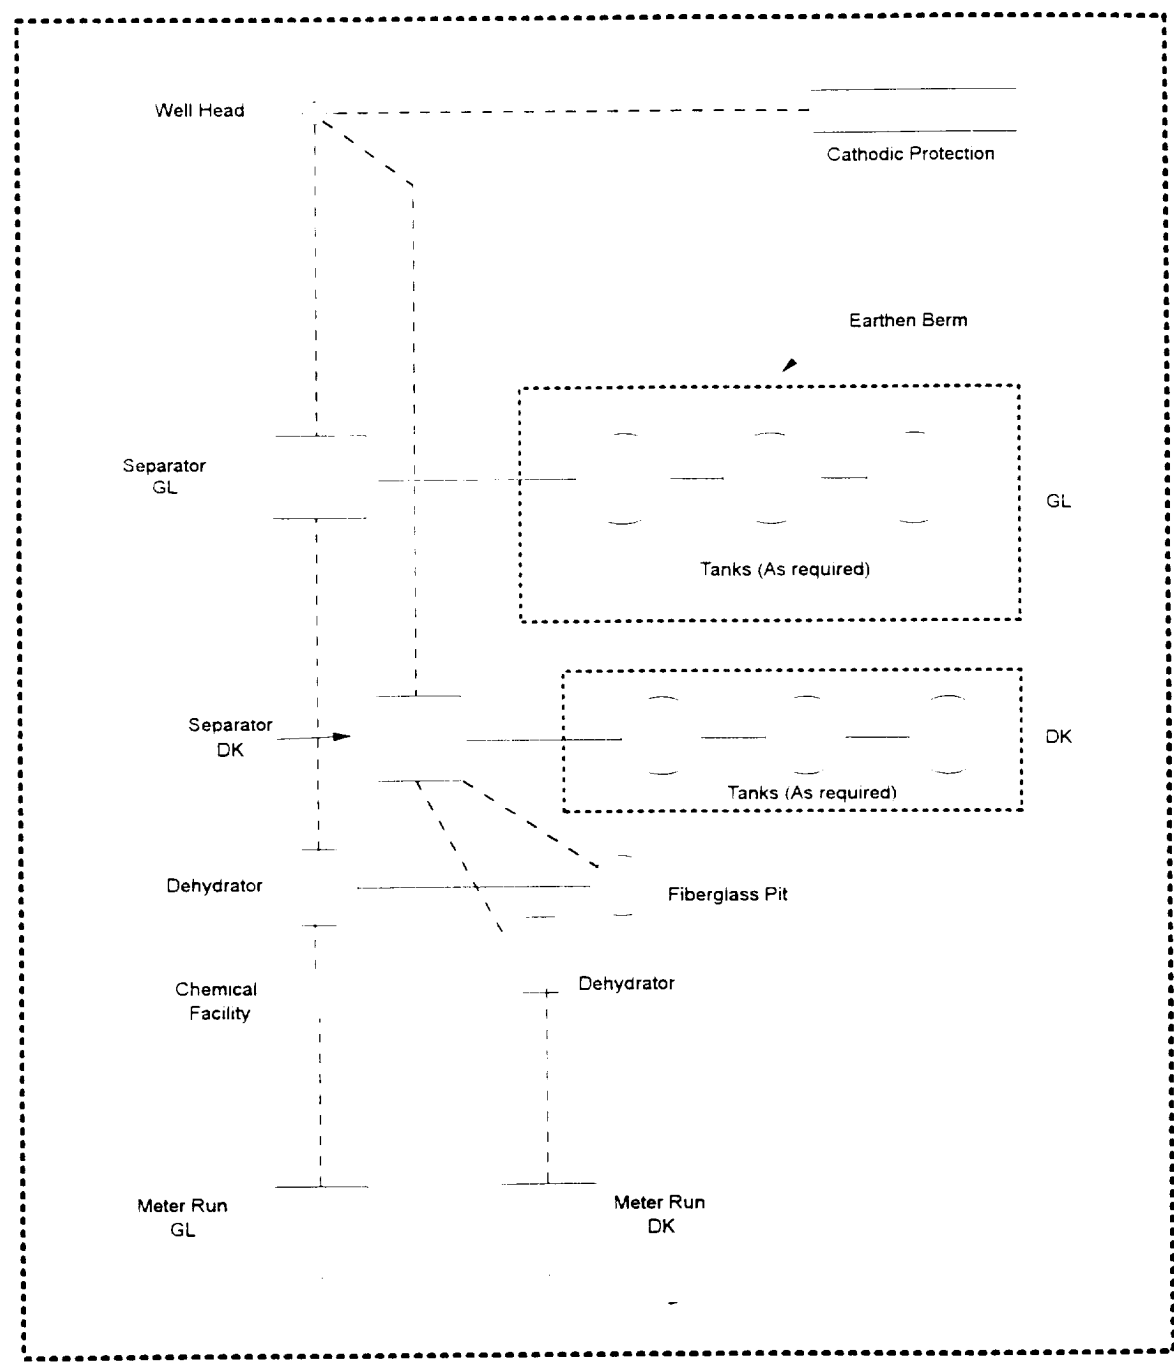 Well Head
Cathodic Protection
Earthen Berm
Separator
GL
GL
Tanks (As required)
Separator
DK
DK
Tanks (As required)
Dehydrator
Fiberglass Pit
Chemical
Facility
Dehydrator
Meter Run
GL
Meter Run
DK